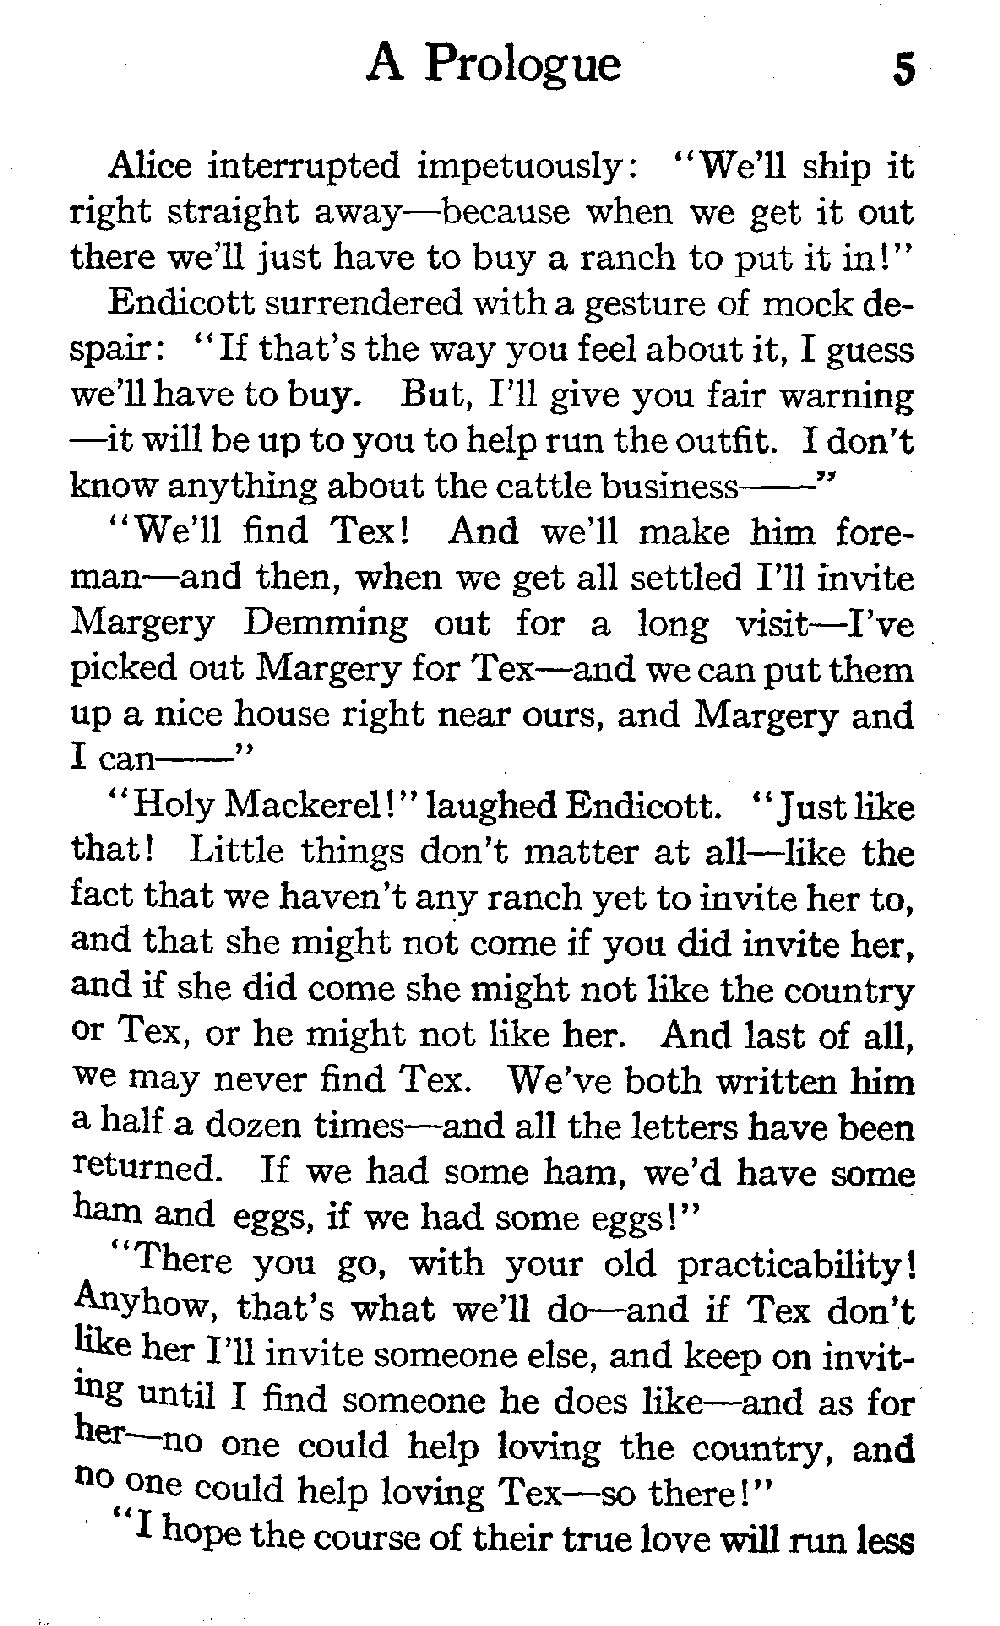 A Prologue 5
Alice interrupted impetuously: “We’ll ship it
right straight away—because when we get it out
there we’ll just have to buy a ranch to put it in!”
Endicott surrendered with a gesture of mock de-
spair: “If that’s the way you feel about it, I guess
we’ll have to buy. But, I’ll give you fair warning
—it will be up to you to help run the outfit. I don’t
know anything about the cattle business——”
“We’ll find Tex! And we’ll make him fore-
man—and then, when we get all settled I’ll invite
Margery Demming out for a long visit—I’ve
picked out Margery for Tex—and we can put them
up a nice house right near ours, and Margery and
I can——”
“Holy Mackerel!” laughed Endicott. “Just like
that! Little things don’t matter at all—like the
fact that we haven’t any ranch yet to invite her to,
and that she might not come if you did invite her,
and if she did come she might not like the country
or Tex, or he might not like her. And last of all,
we may never find Tex. We’ve both written him
a half a dozen times—and all the letters have been
returned. If we had some ham, we’d have some
ham and eggs, if we had some eggs!”
“There you go, with your old practicability!
Anyhow, that’s what we’ll do—and if Tex don’t
like her I’ll invite someone else, and keep on invit-
ing until I find someone he does like—and as for
her—no one could help loving the country, and
no one could help loving Tex—so there!”
“I hope the course of their true love will run less